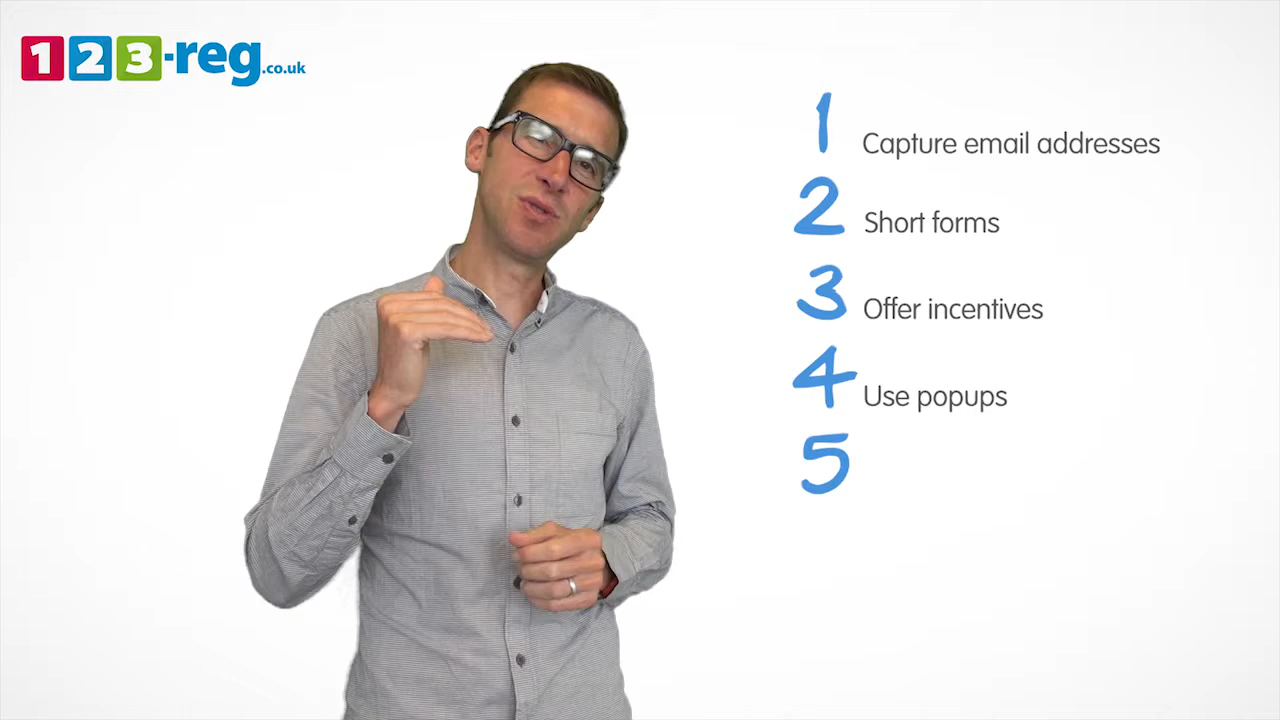 123-reg.co.uk
1 Capture email addresses
2 Short forms
3 Offer incentives
4 Use popups
5